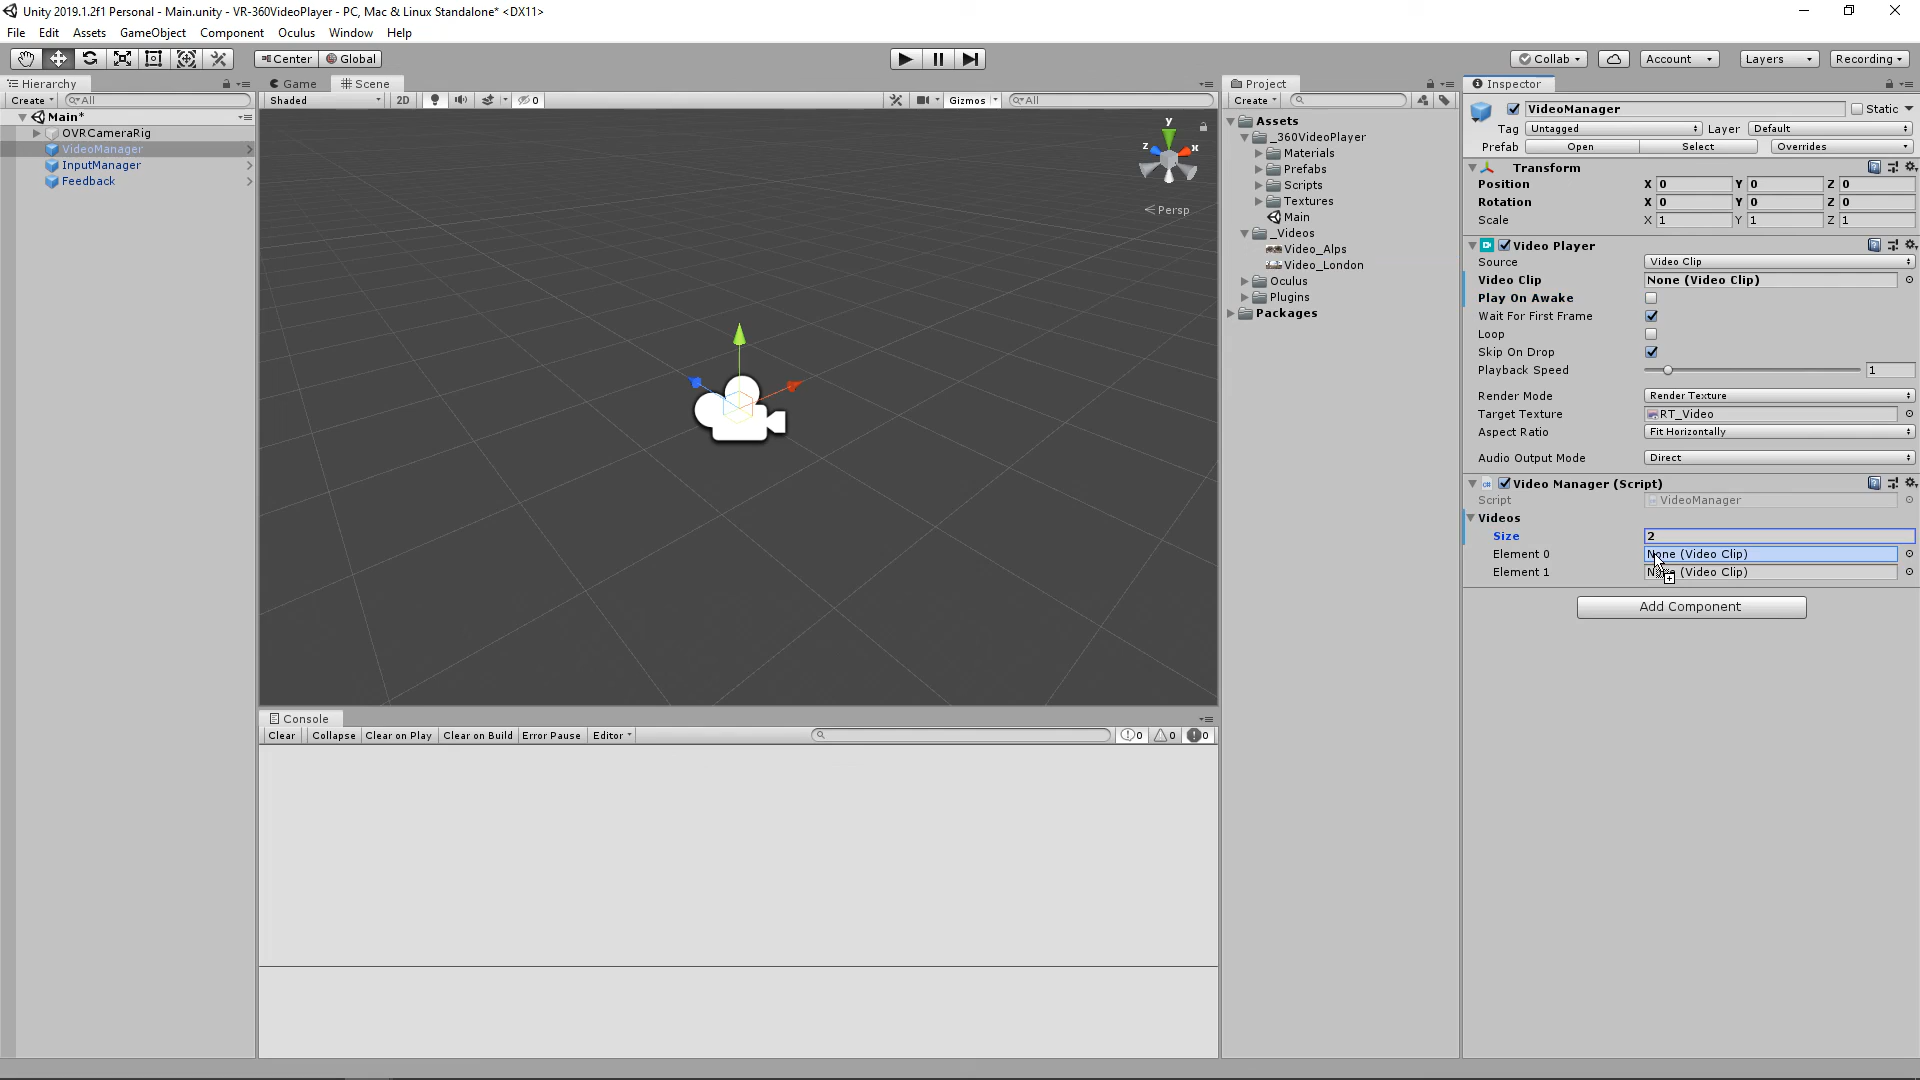 Unity 2019.1.2f1 Personal - Main.unity - VR-360VideoPlayer - PC, Mac & Linux Standalone* <DX11>
File Edit Assets GameObject Component Oculus Window Help
Center Global Collab Account Layers Recording
Hierarchy
Create All
Main*
OVRCameraRig
VideoManager
InputManager
Feedback
Game Scene
Shaded 2D 0 Gizmos All
y
z x
Persp
Console
Clear Collapse Clear on Play Clear on Build Error Pause Editor 0 0 0
Project
Create
Assets
_360VideoPlayer
Materials
Prefabs
Scripts
Textures
Main
_Videos
Video_Alps
Video_London
Oculus
Plugins
Packages
Inspector
VideoManager Static
Tag Untagged Layer Default
Prefab Open Select Overrides
Transform
Position X 0 Y 0 Z 0
Rotation X 0 Y 0 Z 0
Scale X 1 Y 1 Z 1
Video Player
Source Video Clip
Video Clip None (Video Clip)
Play On Awake
Wait For First Frame
Loop
Skip On Drop
Playback Speed 1
Render Mode Render Texture
Target Texture RT_Video
Aspect Ratio Fit Horizontally
Audio Output Mode Direct
Video Manager (Script)
Script VideoManager
Videos
Size 2
Element 0 None (Video Clip)
Element 1 None (Video Clip)
Add Component